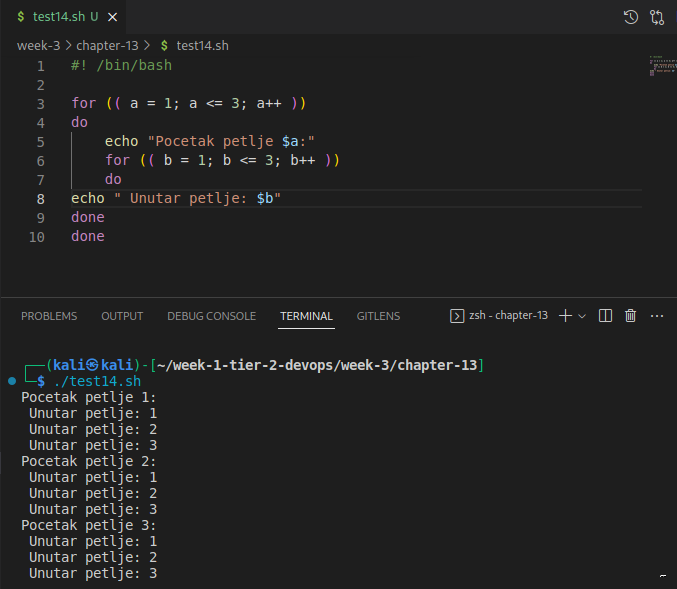 $ test14.sh U ×
week-3 > chapter-13 > $ test14.sh
1 #! /bin/bash
2
3 for (( a = 1; a <= 3; a++ ))
4 do
5     echo "Pocetak petlje $a:"
6     for (( b = 1; b <= 3; b++ ))
7     do
8 echo " Unutar petlje: $b"
9 done
10 done
PROBLEMS OUTPUT DEBUG CONSOLE TERMINAL GITLENS zsh - chapter-13
┌──(kali㉿kali)-[~/week-1-tier-2-devops/week-3/chapter-13]
└─$ ./test14.sh
Pocetak petlje 1:
 Unutar petlje: 1
 Unutar petlje: 2
 Unutar petlje: 3
Pocetak petlje 2:
 Unutar petlje: 1
 Unutar petlje: 2
 Unutar petlje: 3
Pocetak petlje 3:
 Unutar petlje: 1
 Unutar petlje: 2
 Unutar petlje: 3